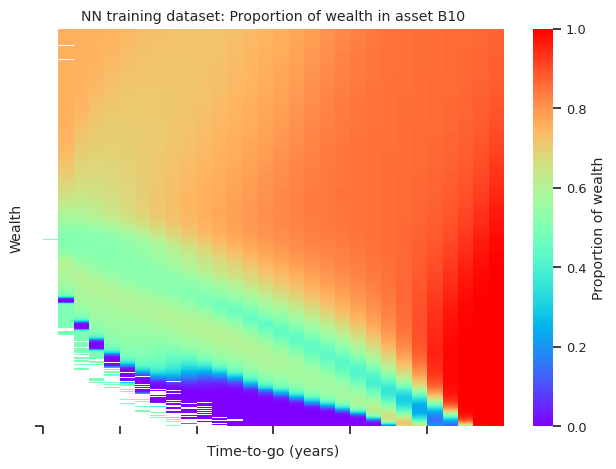 NN training dataset: Proportion of wealth in asset B10
Wealth
Time-to-go (years)
1.0
0.8
0.6
0.4
0.2
0.0
Proportion of wealth